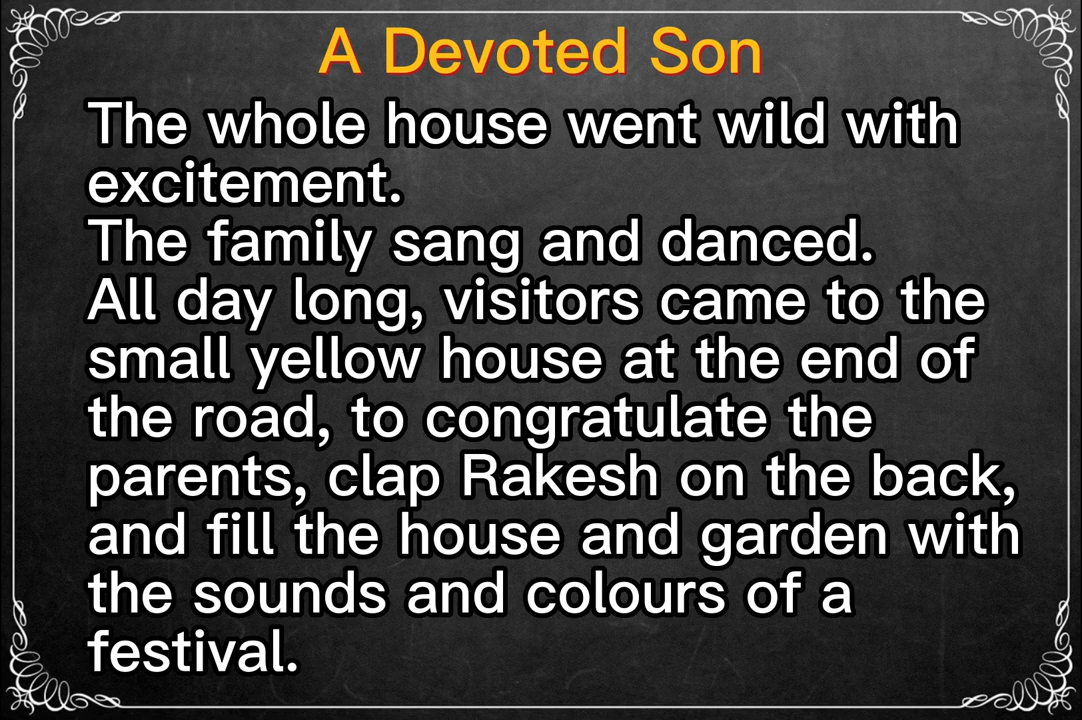 A Devoted Son
The whole house went wild with
excitement.
The family sang and danced.
All day long, visitors came to the
small yellow house at the end of
the road, to congratulate the
parents, clap Rakesh on the back,
and fill the house and garden with
the sounds and colours of a
festival.